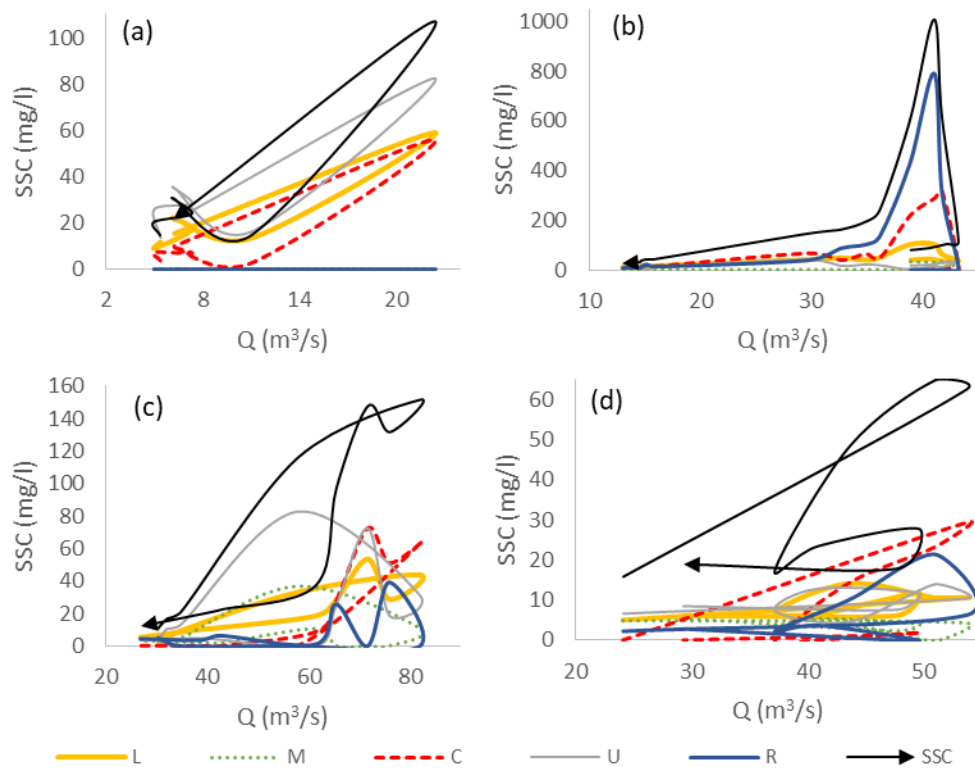 (a)
SSC (mg/l)
100
80
60
40
20
0
2 8 14 20
Q (m³/s)
(b)
SSC (mg/l)
1000
800
600
400
200
0
10 20 30 40
Q (m³/s)
(c)
SSC (mg/l)
160
140
120
100
80
60
40
20
0
20 40 60 80
Q (m³/s)
(d)
SSC (mg/l)
60
50
40
30
20
10
0
20 30 40 50
Q (m³/s)
L M C U R SSC